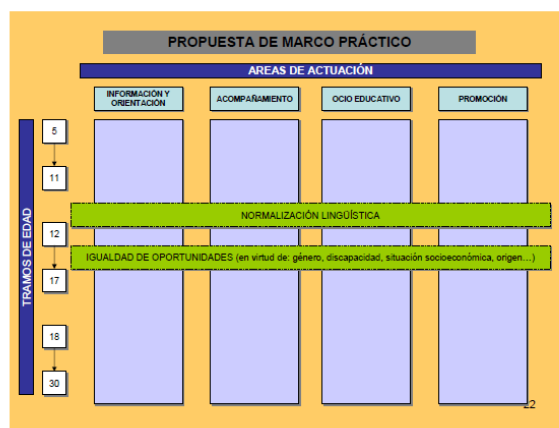 PROPUESTA DE MARCO PRÁCTICO
AREAS DE ACTUACIÓN
INFORMACIÓN Y
ORIENTACIÓN
ACOMPAÑAMIENTO
OCIO EDUCATIVO
PROMOCIÓN
TRAMOS DE EDAD
5
11
NORMALIZACIÓN LINGÜÍSTICA
12
IGUALDAD DE OPORTUNIDADES (en virtud de: género, discapacidad, situación socioeconómica, origen…)
17
18
30
22